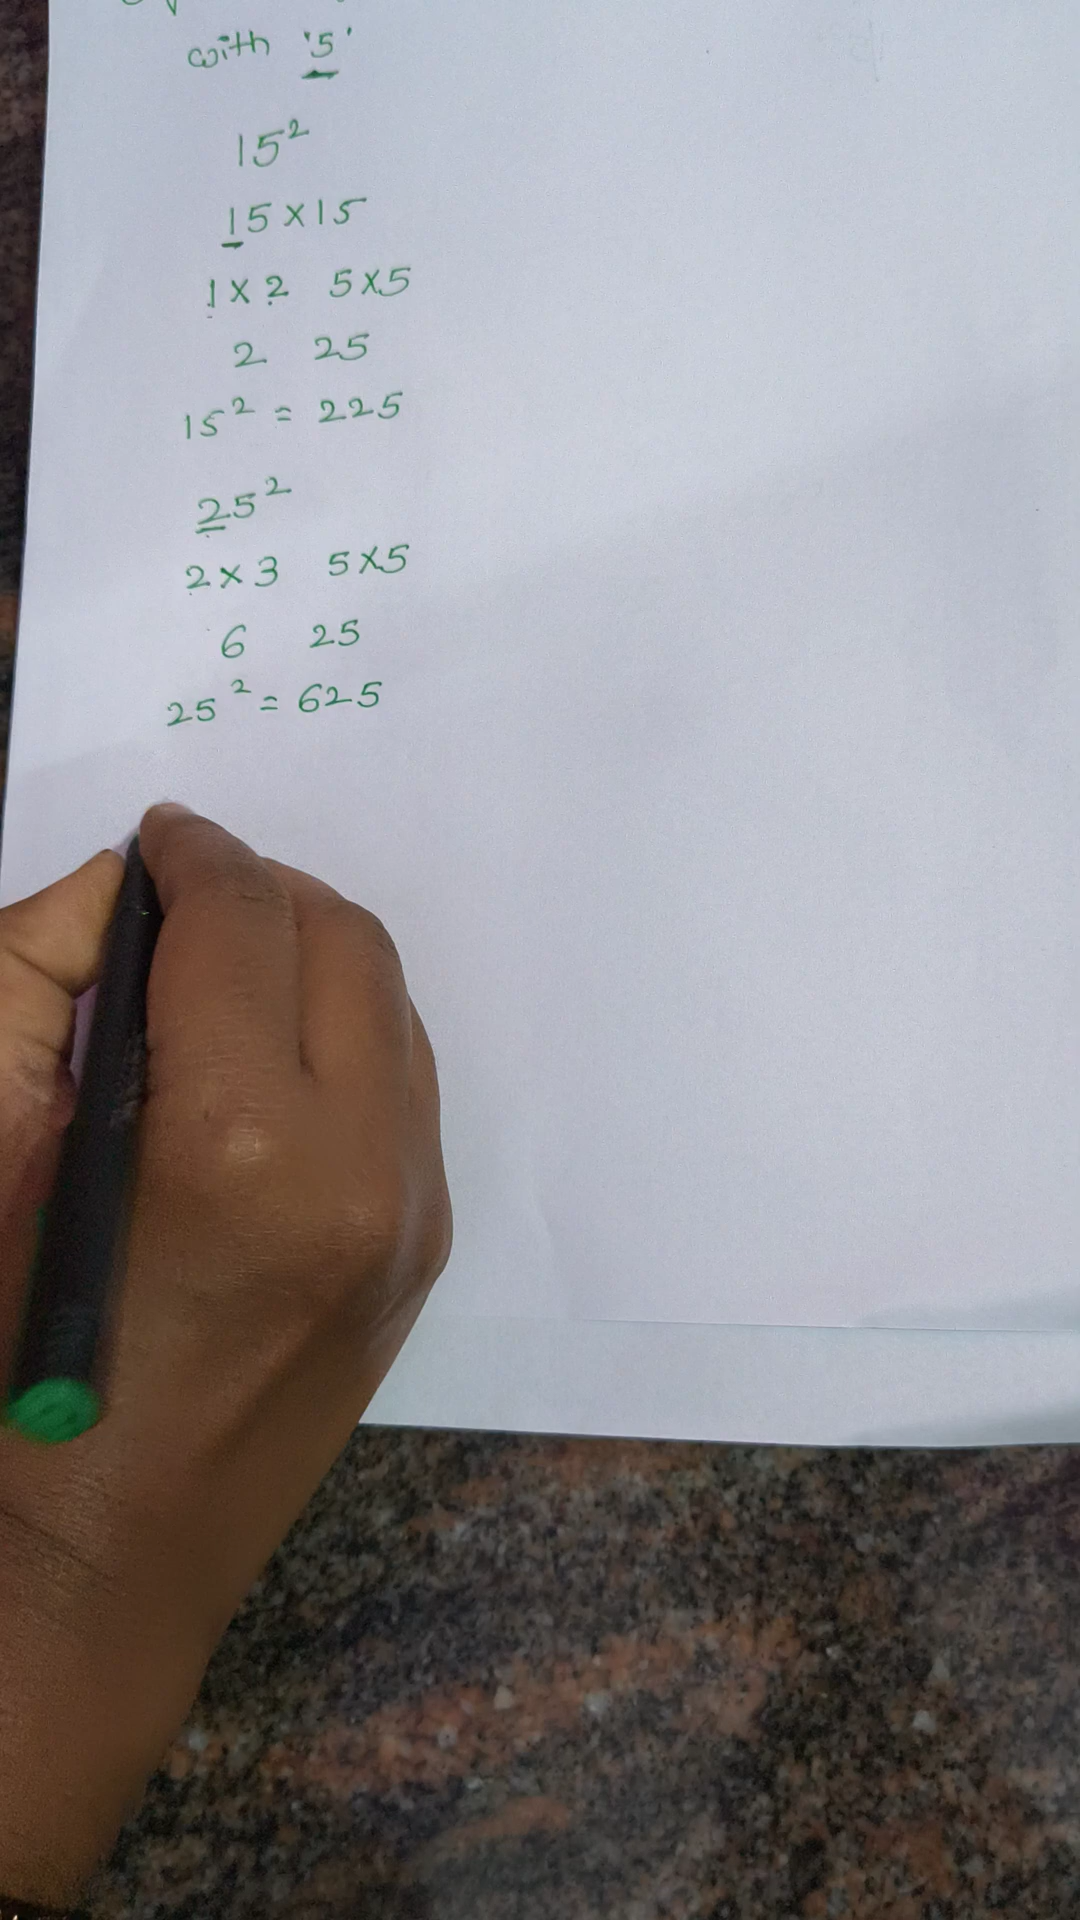 with '5'
15²
15 x 15
1 x 2 5 x 5
2 25
15² = 225
25²
2 x 3 5 x 5
6 25
25² = 625